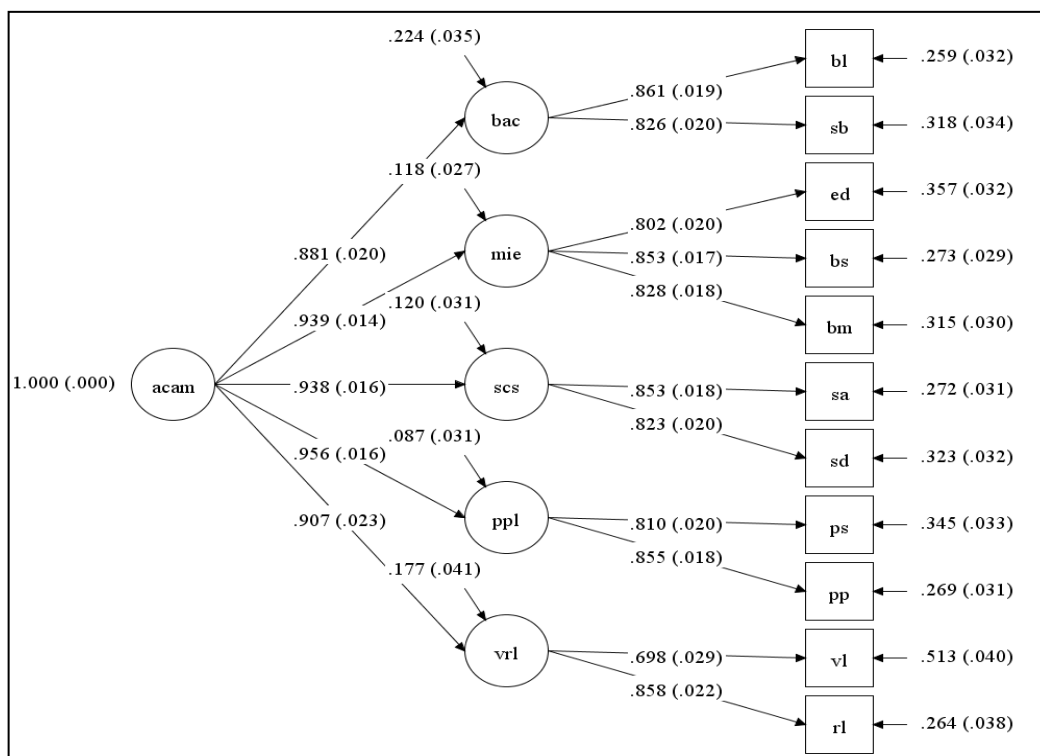 .224 (.035)
bl
.259 (.032)
.861 (.019)
bac
.826 (.020)
sb
.318 (.034)
.118 (.027)
ed
.357 (.032)
.802 (.020)
.881 (.020)
mie
.853 (.017)
bs
.273 (.029)
.828 (.018)
.120 (.031)
.939 (.014)
bm
.315 (.030)
1.000 (.000)
acam
.938 (.016)
scs
.853 (.018)
sa
.272 (.031)
.823 (.020)
.087 (.031)
.956 (.016)
sd
.323 (.032)
.907 (.023)
ppl
.810 (.020)
ps
.345 (.033)
.855 (.018)
.177 (.041)
pp
.269 (.031)
vrl
.698 (.029)
vl
.513 (.040)
.858 (.022)
rl
.264 (.038)